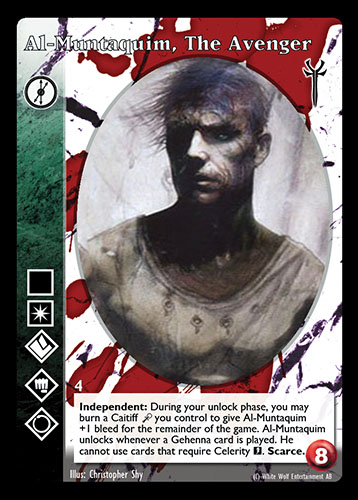 Al-Muntaquim, The Avenger
4
Independent: During your unlock phase, you may
burn a Caitiff you control to give Al-Muntaquim
+1 bleed for the remainder of the game. Al-Muntaquim
unlocks whenever a Gehenna card is played. He
cannot use cards that require Celerity. Scarce.
8
Illus: Christopher Shy
(C) White Wolf Entertainment AB